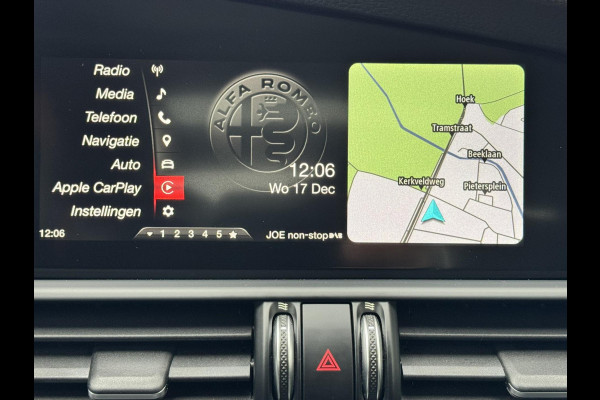 Radio
Media
Telefoon
Navigatie
Auto
Apple CarPlay
Instellingen
ALFA ROMEO
12:06
Wo 17 Dec
12:06
1 2 3 4 5
JOE non-stop DAB
Hoek
Tramstraat
Beeklaan
Kerkveldweg
Pietersplein